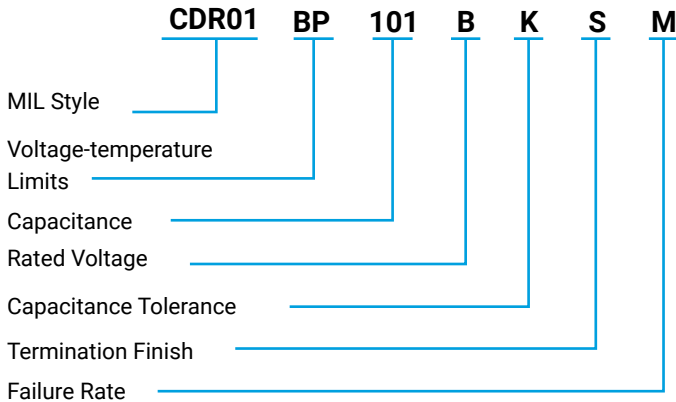 CDR01 BP 101 B K S M
MIL Style
Voltage-temperature
Limits
Capacitance
Rated Voltage
Capacitance Tolerance
Termination Finish
Failure Rate